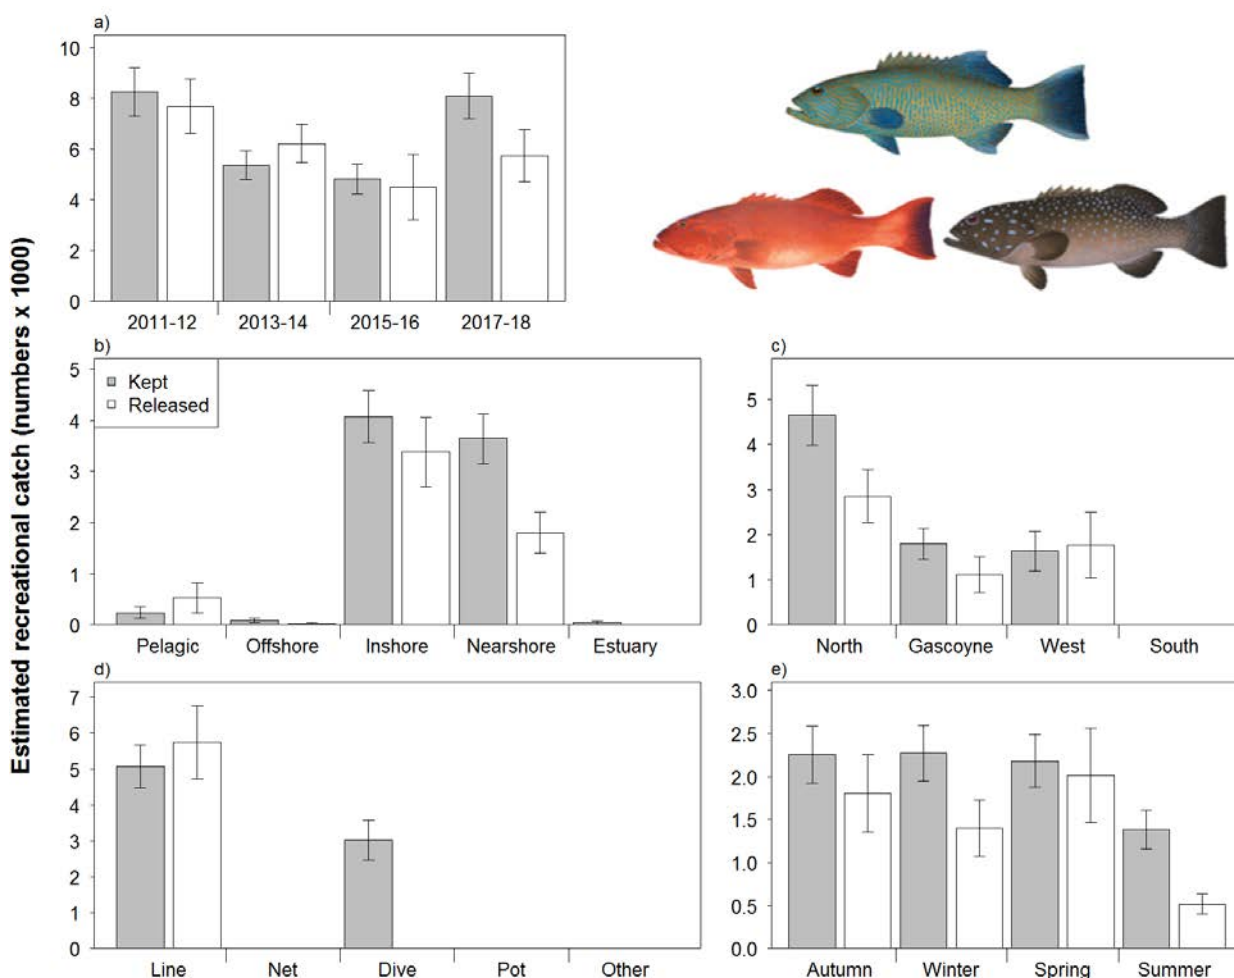 Estimated recreational catch (numbers x 1000)
a)
10
8
6
4
2
0
2011-12 2013-14 2015-16 2017-18
b)
Kept
Released
5
4
3
2
1
0
Pelagic Offshore Inshore Nearshore Estuary
c)
5
4
3
2
1
0
North Gascoyne West South
d)
7
6
5
4
3
2
1
0
Line Net Dive Pot Other
e)
3.0
2.5
2.0
1.5
1.0
0.5
0.0
Autumn Winter Spring Summer